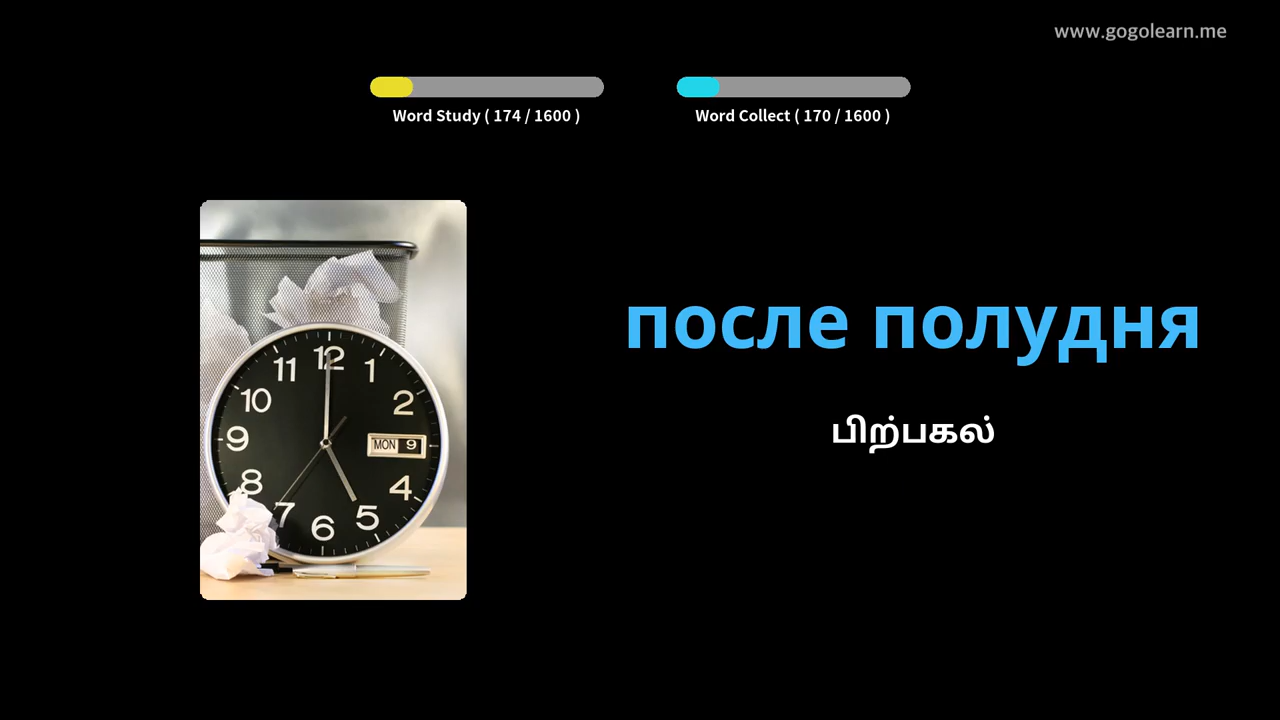 www.gogolearn.me
Word Study ( 174 / 1600 )
Word Collect ( 170 / 1600 )
после полудня
பிற்பகல்
12
11
1
10
2
9
MON 9
8
4
7
5
6